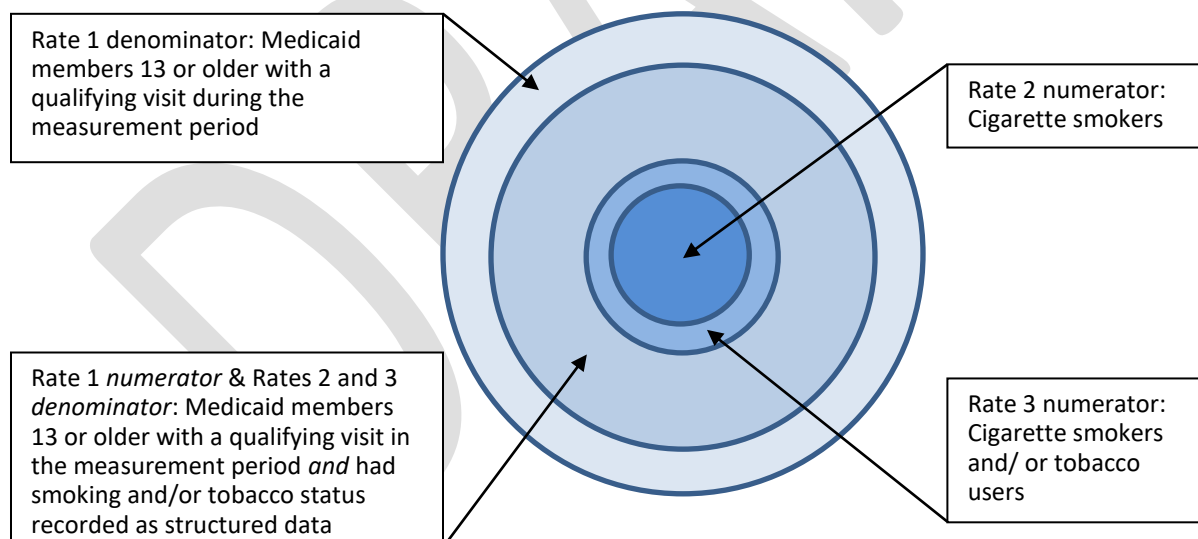 Rate 1 denominator: Medicaid
members 13 or older with a
qualifying visit during the
measurement period
Rate 2 numerator:
Cigarette smokers
Rate 1 numerator & Rates 2 and 3
denominator: Medicaid members
13 or older with a qualifying visit in
the measurement period and had
smoking and/or tobacco status
recorded as structured data
Rate 3 numerator:
Cigarette smokers
and/ or tobacco
users